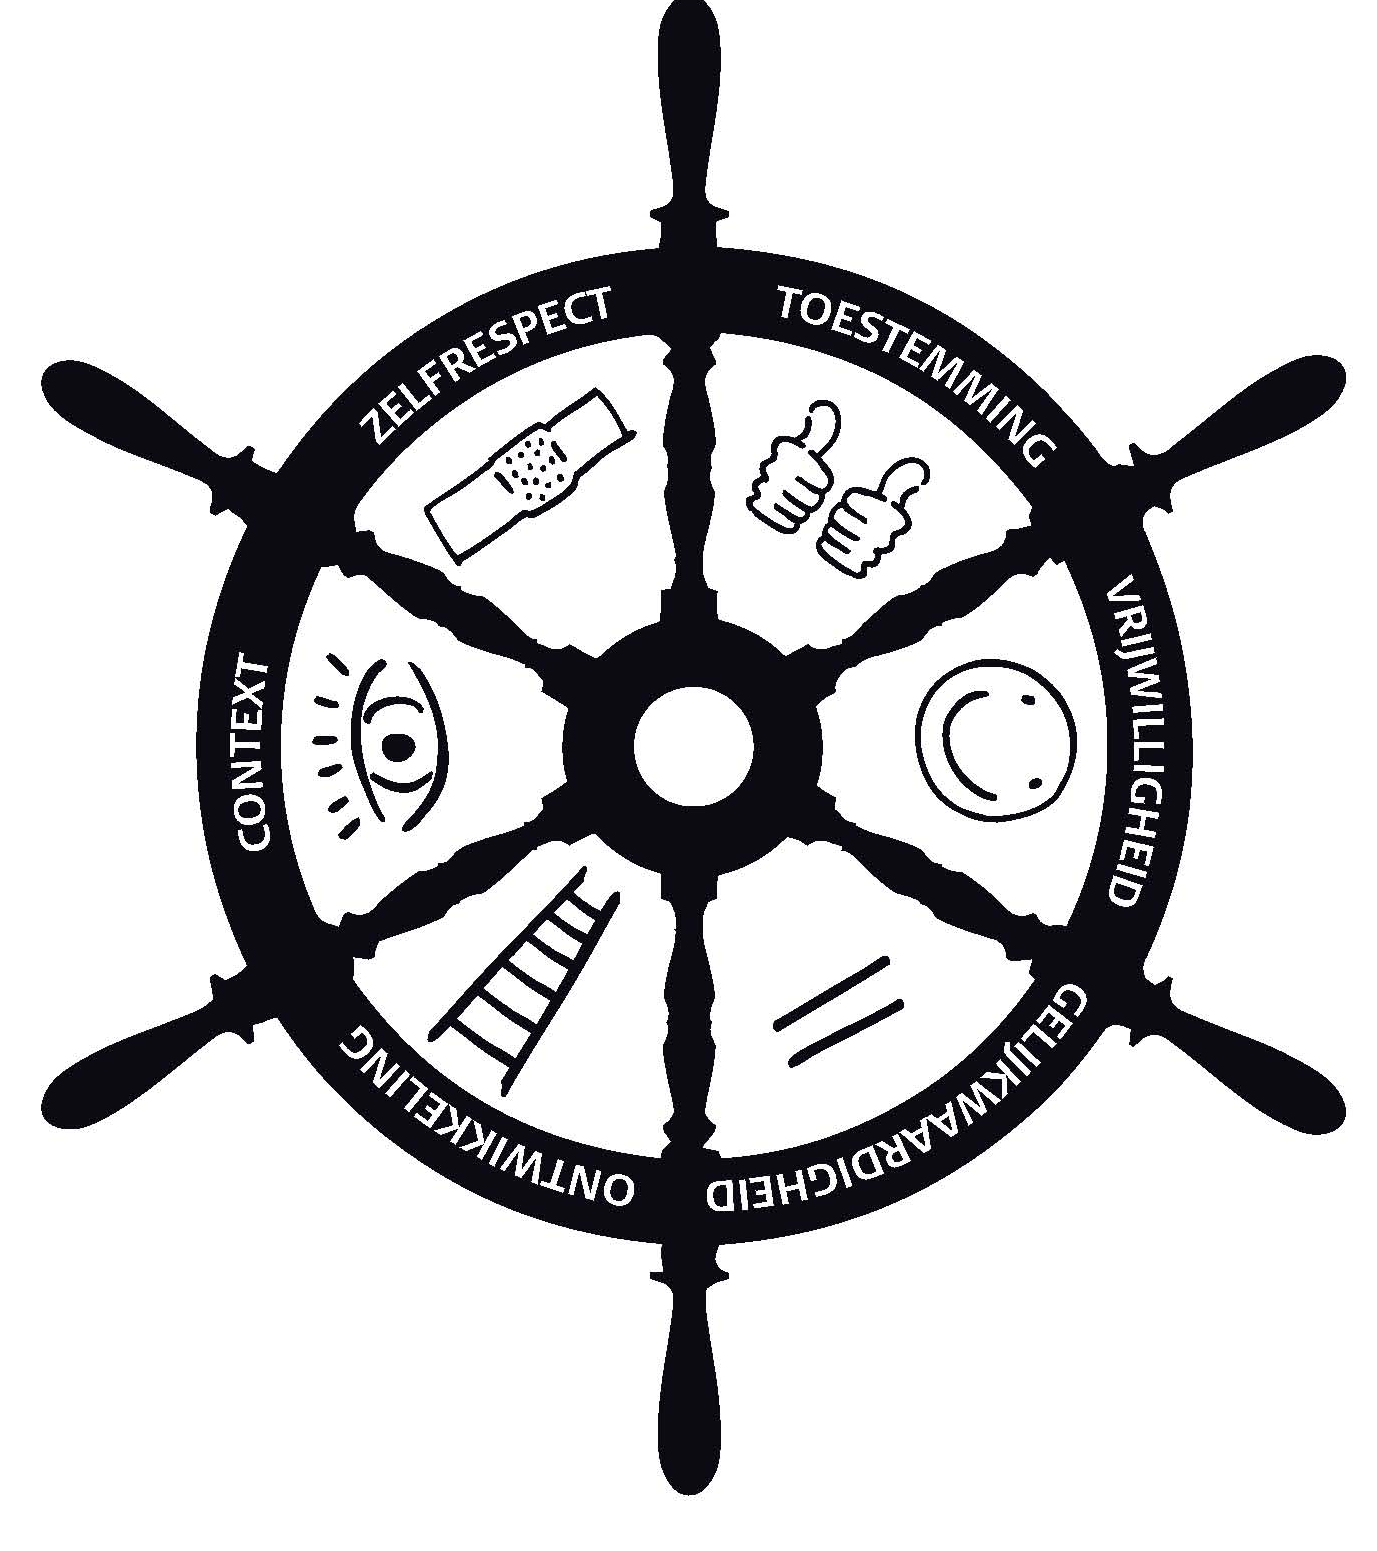 TOESTEMMING
VRIJWILLIGHEID
GELIJKWAARDIGHEID
ONTWIKKELING
CONTEXT
ZELFRESPECT